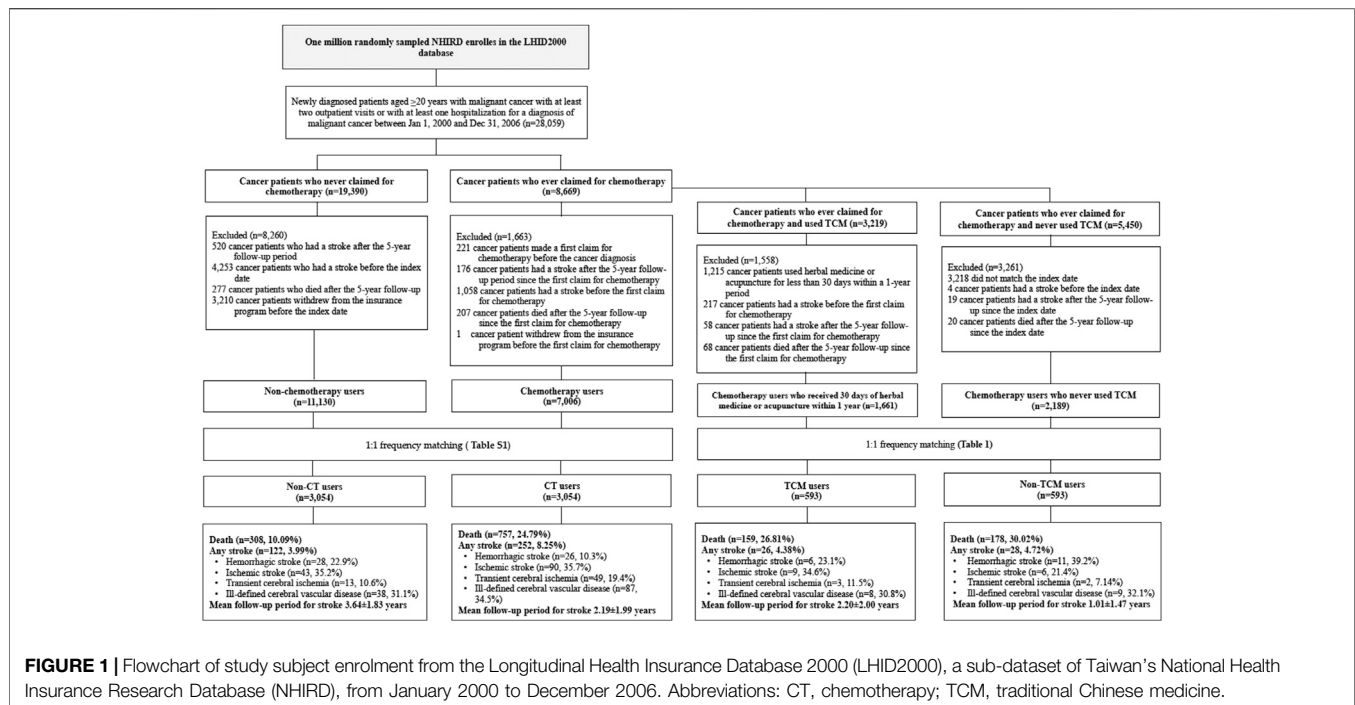 One million randomly sampled NHIRD enrolles in the LHID2000
database
Newly diagnosed patients aged ≥20 years with malignant cancer with at least
two outpatient visits or with at least one hospitalization for a diagnosis of
malignant cancer between Jan 1, 2000 and Dec 31, 2006 (n=28,059)
Cancer patients who never claimed for
chemotherapy (n=19,390)
Cancer patients who ever claimed for chemotherapy
(n=8,669)
Cancer patients who ever claimed for
chemotherapy and used TCM (n=3,219)
Cancer patients who ever claimed for
chemotherapy and never used TCM (n=5,450)
Excluded (n=8,260)
520 cancer patients who had a stroke after the 5-year
follow-up period
4,253 cancer patients who had a stroke before the index
date
277 cancer patients who died after the 5-year follow-up
3,210 cancer patients withdrew from the insurance
program before the index date
Excluded (n=1,663)
221 cancer patients made a first claim for
chemotherapy before the cancer diagnosis
176 cancer patients had a stroke after the 5-year follow-
up period since the first claim for chemotherapy
1,058 cancer patients had a stroke before the first claim
for chemotherapy
207 cancer patients died after the 5-year follow-up
since the first claim for chemotherapy
1 cancer patient withdrew from the insurance
program before the first claim for chemotherapy
Excluded (n=1,558)
1,215 cancer patients used herbal medicine or
acupuncture for less than 30 days within a 1-year
period
217 cancer patients had a stroke before the first claim
for chemotherapy
58 cancer patients had a stroke after the 5-year follow-
up since the first claim for chemotherapy
68 cancer patients died after the 5-year follow-up since
the first claim for chemotherapy
Excluded (n=3,261)
3,218 did not match the index date
4 cancer patients had a stroke before the index date
19 cancer patients had a stroke after the 5-year follow-
up since the index date
20 cancer patients died after the 5-year follow-up
since the index date
Non-chemotherapy users
(n=11,130)
Chemotherapy users
(n=7,006)
Chemotherapy users who received 30 days of herbal
medicine or acupuncture within 1 year (n=1,661)
Chemotherapy users who never used TCM
(n=2,189)
1:1 frequency matching ( Table S1)
1:1 frequency matching (Table 1)
Non-CT users
(n=3,054)
CT users
(n=3,054)
TCM users
(n=593)
Non-TCM users
(n=593)
Death (n=308, 10.09%)
Any stroke (n=122, 3.99%)
• Hemorrhagic stroke (n=28, 22.9%)
• Ischemic stroke (n=43, 35.2%)
• Transient cerebral ischemia (n=13, 10.6%)
• Ill-defined cerebral vascular disease (n=38, 31.1%)
Mean follow-up period for stroke 3.64±1.83 years
Death (n=757, 24.79%)
Any stroke (n=252, 8.25%)
• Hemorrhagic stroke (n=26, 10.3%)
• Ischemic stroke (n=90, 35.7%)
• Transient cerebral ischemia (n=49, 19.4%)
• Ill-defined cerebral vascular disease (n=87,
34.5%)
Mean follow-up period for stroke 2.19±1.99 years
Death (n=159, 26.81%)
Any stroke (n=26, 4.38%)
• Hemorrhagic stroke (n=6, 23.1%)
• Ischemic stroke (n=9, 34.6%)
• Transient cerebral ischemia (n=3, 11.5%)
• Ill-defined cerebral vascular disease (n=8, 30.8%)
Mean follow-up period for stroke 2.20±2.00 years
Death (n=178, 30.02%)
Any stroke (n=28, 4.72%)
• Hemorrhagic stroke (n=11, 39.2%)
• Ischemic stroke (n=6, 21.4%)
• Transient cerebral ischemia (n=2, 7.14%)
• Ill-defined cerebral vascular disease (n=9, 32.1%)
Mean follow-up period for stroke 1.01±1.47 years
FIGURE 1 | Flowchart of study subject enrolment from the Longitudinal Health Insurance Database 2000 (LHID2000), a sub-dataset of Taiwan's National Health
Insurance Research Database (NHIRD), from January 2000 to December 2006. Abbreviations: CT, chemotherapy; TCM, traditional Chinese medicine.